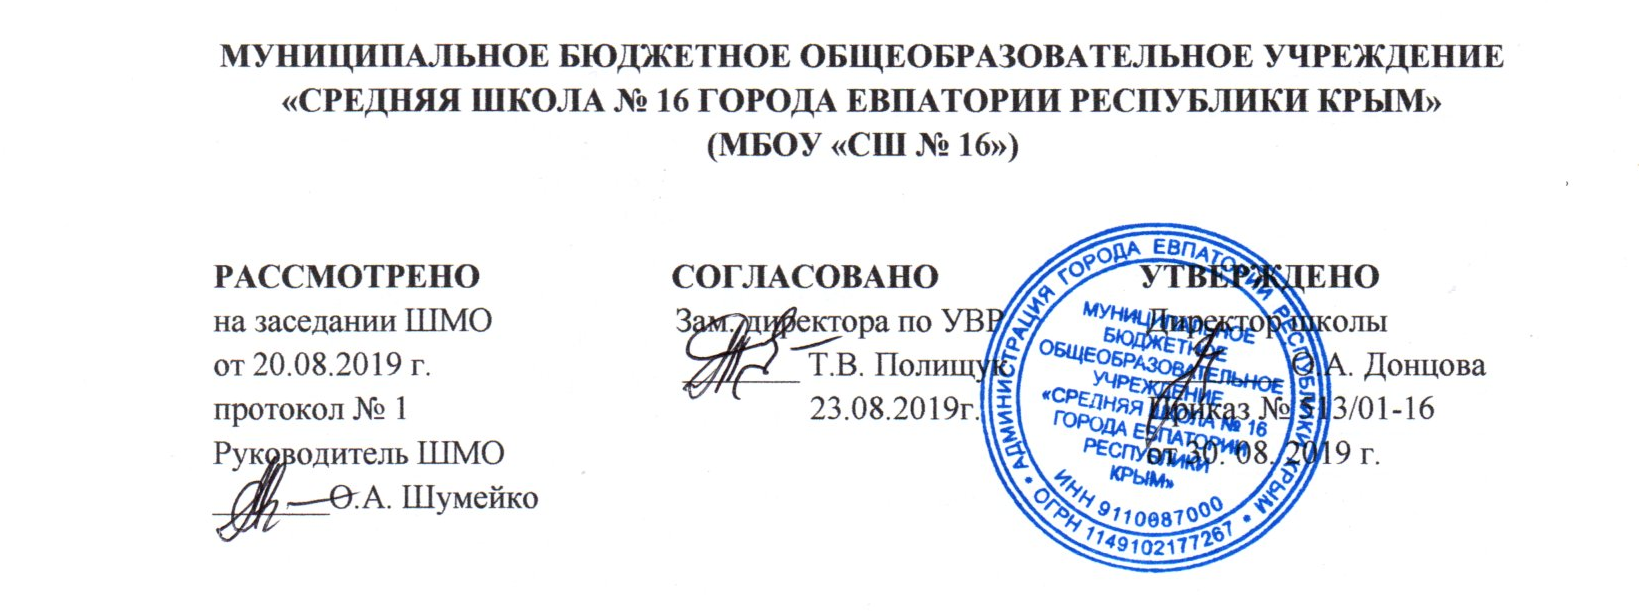 МУНИЦИПАЛЬНОЕ БЮДЖЕТНОЕ ОБЩЕОБРАЗОВАТЕЛЬНОЕ УЧРЕЖДЕНИЕ
«СРЕДНЯЯ ШКОЛА № 16 ГОРОДА ЕВПАТОРИИ РЕСПУБЛИКИ КРЫМ»
(МБОУ «СШ № 16»)
РАССМОТРЕНО
на заседании ШМО
от 20.08.2019 г.
протокол № 1
Руководитель ШМО
О.А. Шумейко
СОГЛАСОВАНО
Зам. директора по УВР
Т.В. Полищук
23.08.2019г.
УТВЕРЖДЕНО
Директор школы
О.А. Донцова
Приказ № 13/01-16
от 30. 08. 2019 г.
АДМИНИСТРАЦИЯ ГОРОДА ЕВПАТОРИИ РЕСПУБЛИКИ КРЫМ
МУНИЦИПАЛЬНОЕ
БЮДЖЕТНОЕ
ОБЩЕОБРАЗОВАТЕЛЬНОЕ
УЧРЕЖДЕНИЕ
«СРЕДНЯЯ ШКОЛА № 16
ГОРОДА ЕВПАТОРИИ
РЕСПУБЛИКИ
КРЫМ»
ИНН 9110087000
ОГРН 1149102177267